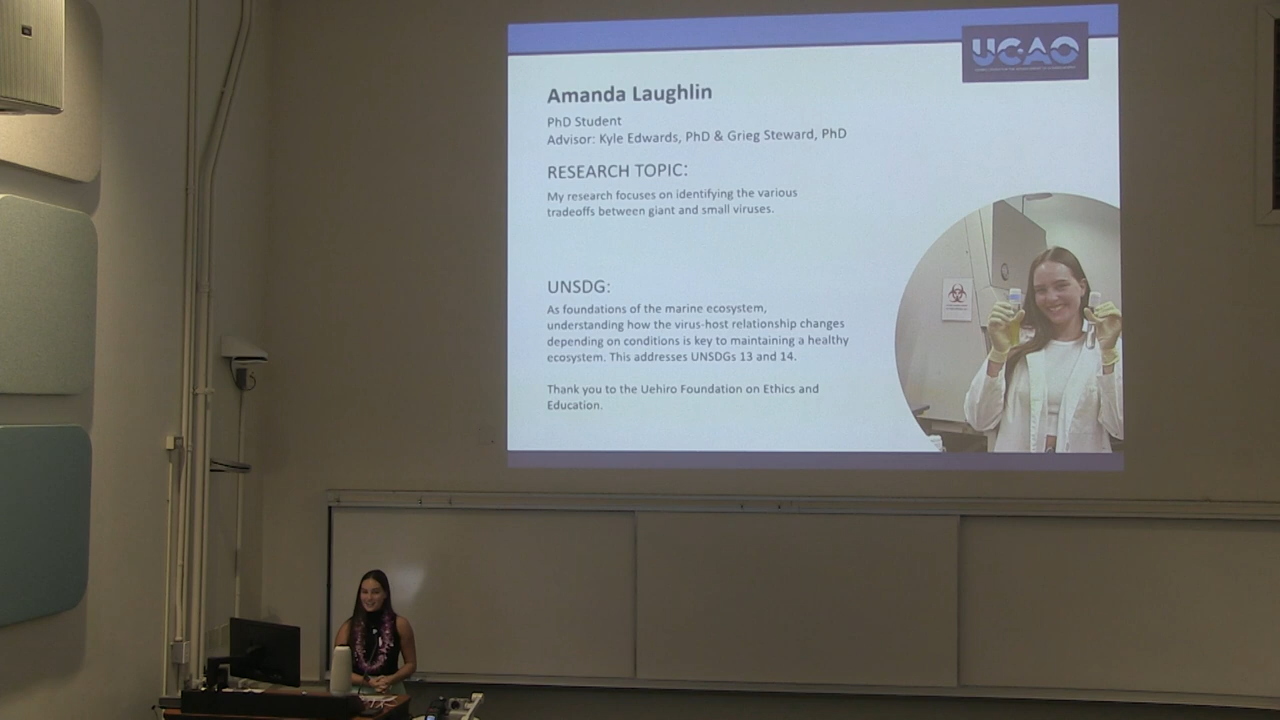 UCAO
Amanda Laughlin
PhD Student
Advisor: Kyle Edwards, PhD & Grieg Steward, PhD
RESEARCH TOPIC:
My research focuses on identifying the various
tradeoffs between giant and small viruses.
UNSDG:
As foundations of the marine ecosystem,
understanding how the virus-host relationship changes
depending on conditions is key to maintaining a healthy
ecosystem. This addresses UNSDGs 13 and 14.
Thank you to the Uehiro Foundation on Ethics and
Education.